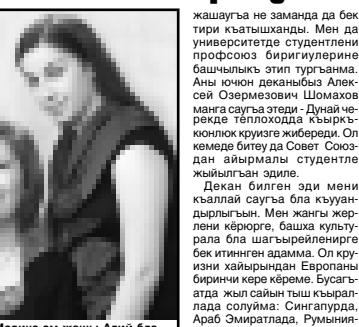 жашаугъа не заманда да бек
тири къатышханды. Мен да
университетде студентлени
профсоюз биригиулерине
башчылыкъ этип тургъанма.
Аны ючюн деканыбыз Алек-
сей Озермезович Шомахов
манга саугъа этеди - Дунай че-
рекде теплоходда къыркъ-
кюнлюк круизге жибереди. Ол
кемеде битеу да Совет Союз-
дан айырмалы студентле
жыйылгъан эдиле.
Декан билген эди мени
къаллай саугъа бла къууан-
дырлыгъын. Мен жангы жер-
лени кёрюрге, башха культу-
рала бла шагъырейленирге
бек итиннген адамма. Ол кру-
изни хайырындан Европаны
биринчи кере кёреме. Бусагъ-
атда жыл сайын тыш къырал-
лада солуйма: Сингапурда,
Араб Эмиратлада, Румыния-